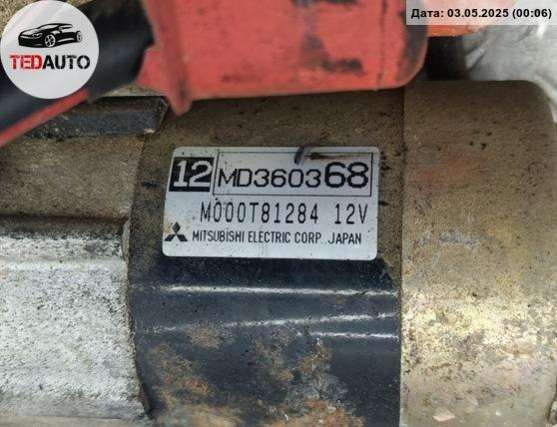 Дата: 03.05.2025 (00:06)
TEDAUTO
12 MD360368
M000T81284 12V
MITSUBISHI ELECTRIC CORP. JAPAN